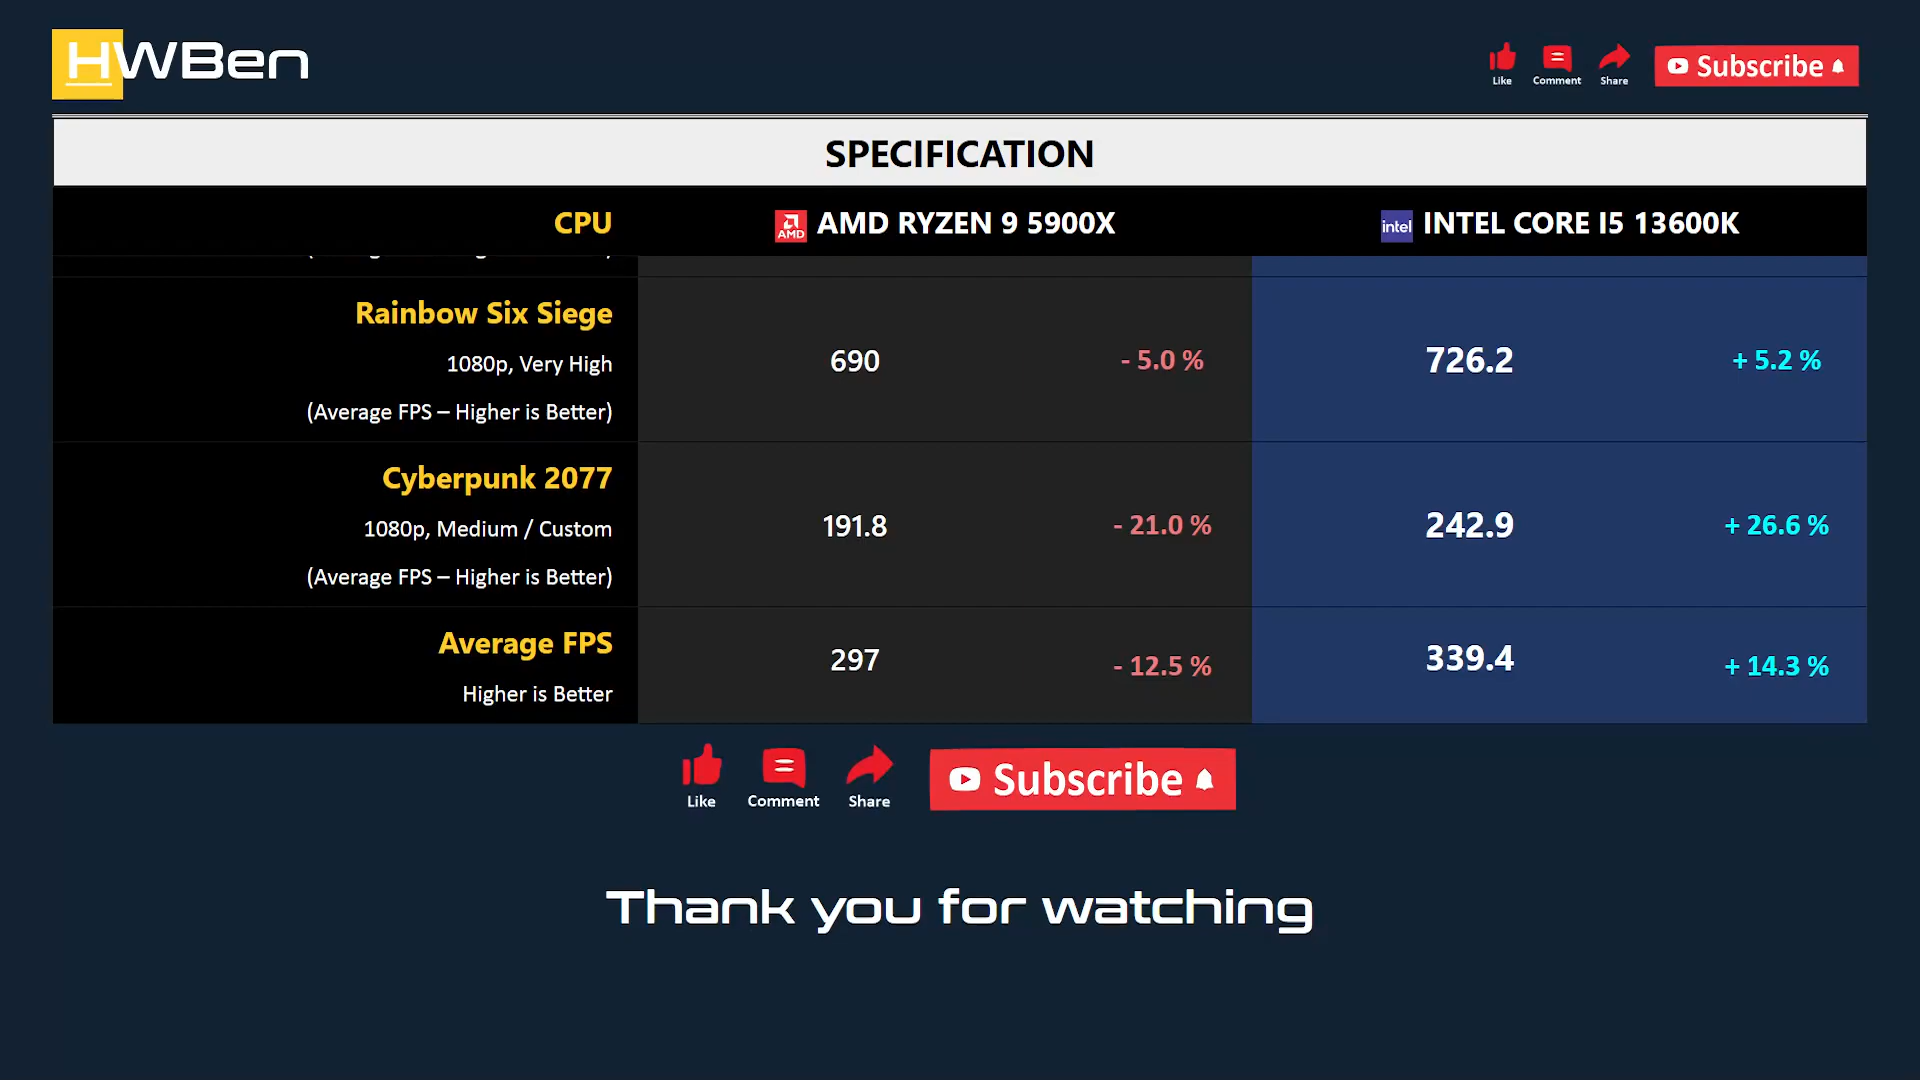 HWBen
Like
Comment
Share
Subscribe
SPECIFICATION
CPU
AMD
AMD RYZEN 9 5900X
intel
INTEL CORE I5 13600K
Rainbow Six Siege
1080p, Very High
(Average FPS – Higher is Better)
690
- 5.0 %
726.2
+ 5.2 %
Cyberpunk 2077
1080p, Medium / Custom
(Average FPS – Higher is Better)
191.8
- 21.0 %
242.9
+ 26.6 %
Average FPS
Higher is Better
297
- 12.5 %
339.4
+ 14.3 %
Like
Comment
Share
Subscribe
Thank you for watching